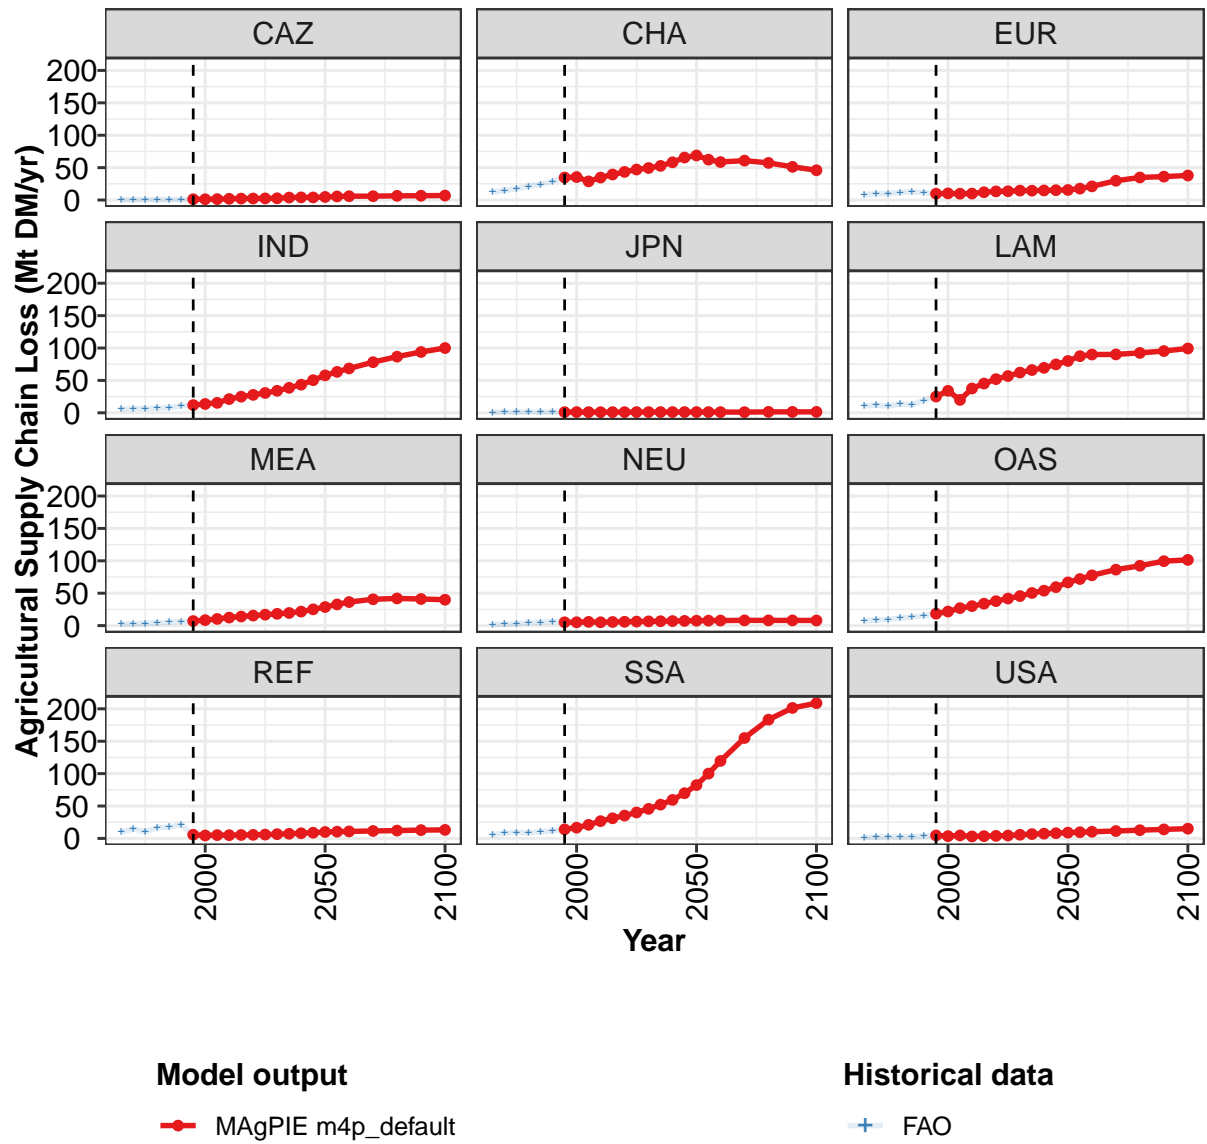 CAZ CHA EUR
200
150
100
50
0
IND JPN LAM
200
150
100
50
0
MEA NEU OAS
200
150
100
50
0
REF SSA USA
200
150
100
50
0
2000 2050 2100 2000 2050 2100 2000 2050 2100
Agricultural Supply Chain Loss (Mt DM/yr)
Year
Model output Historical data
MAgPIE m4p_default FAO